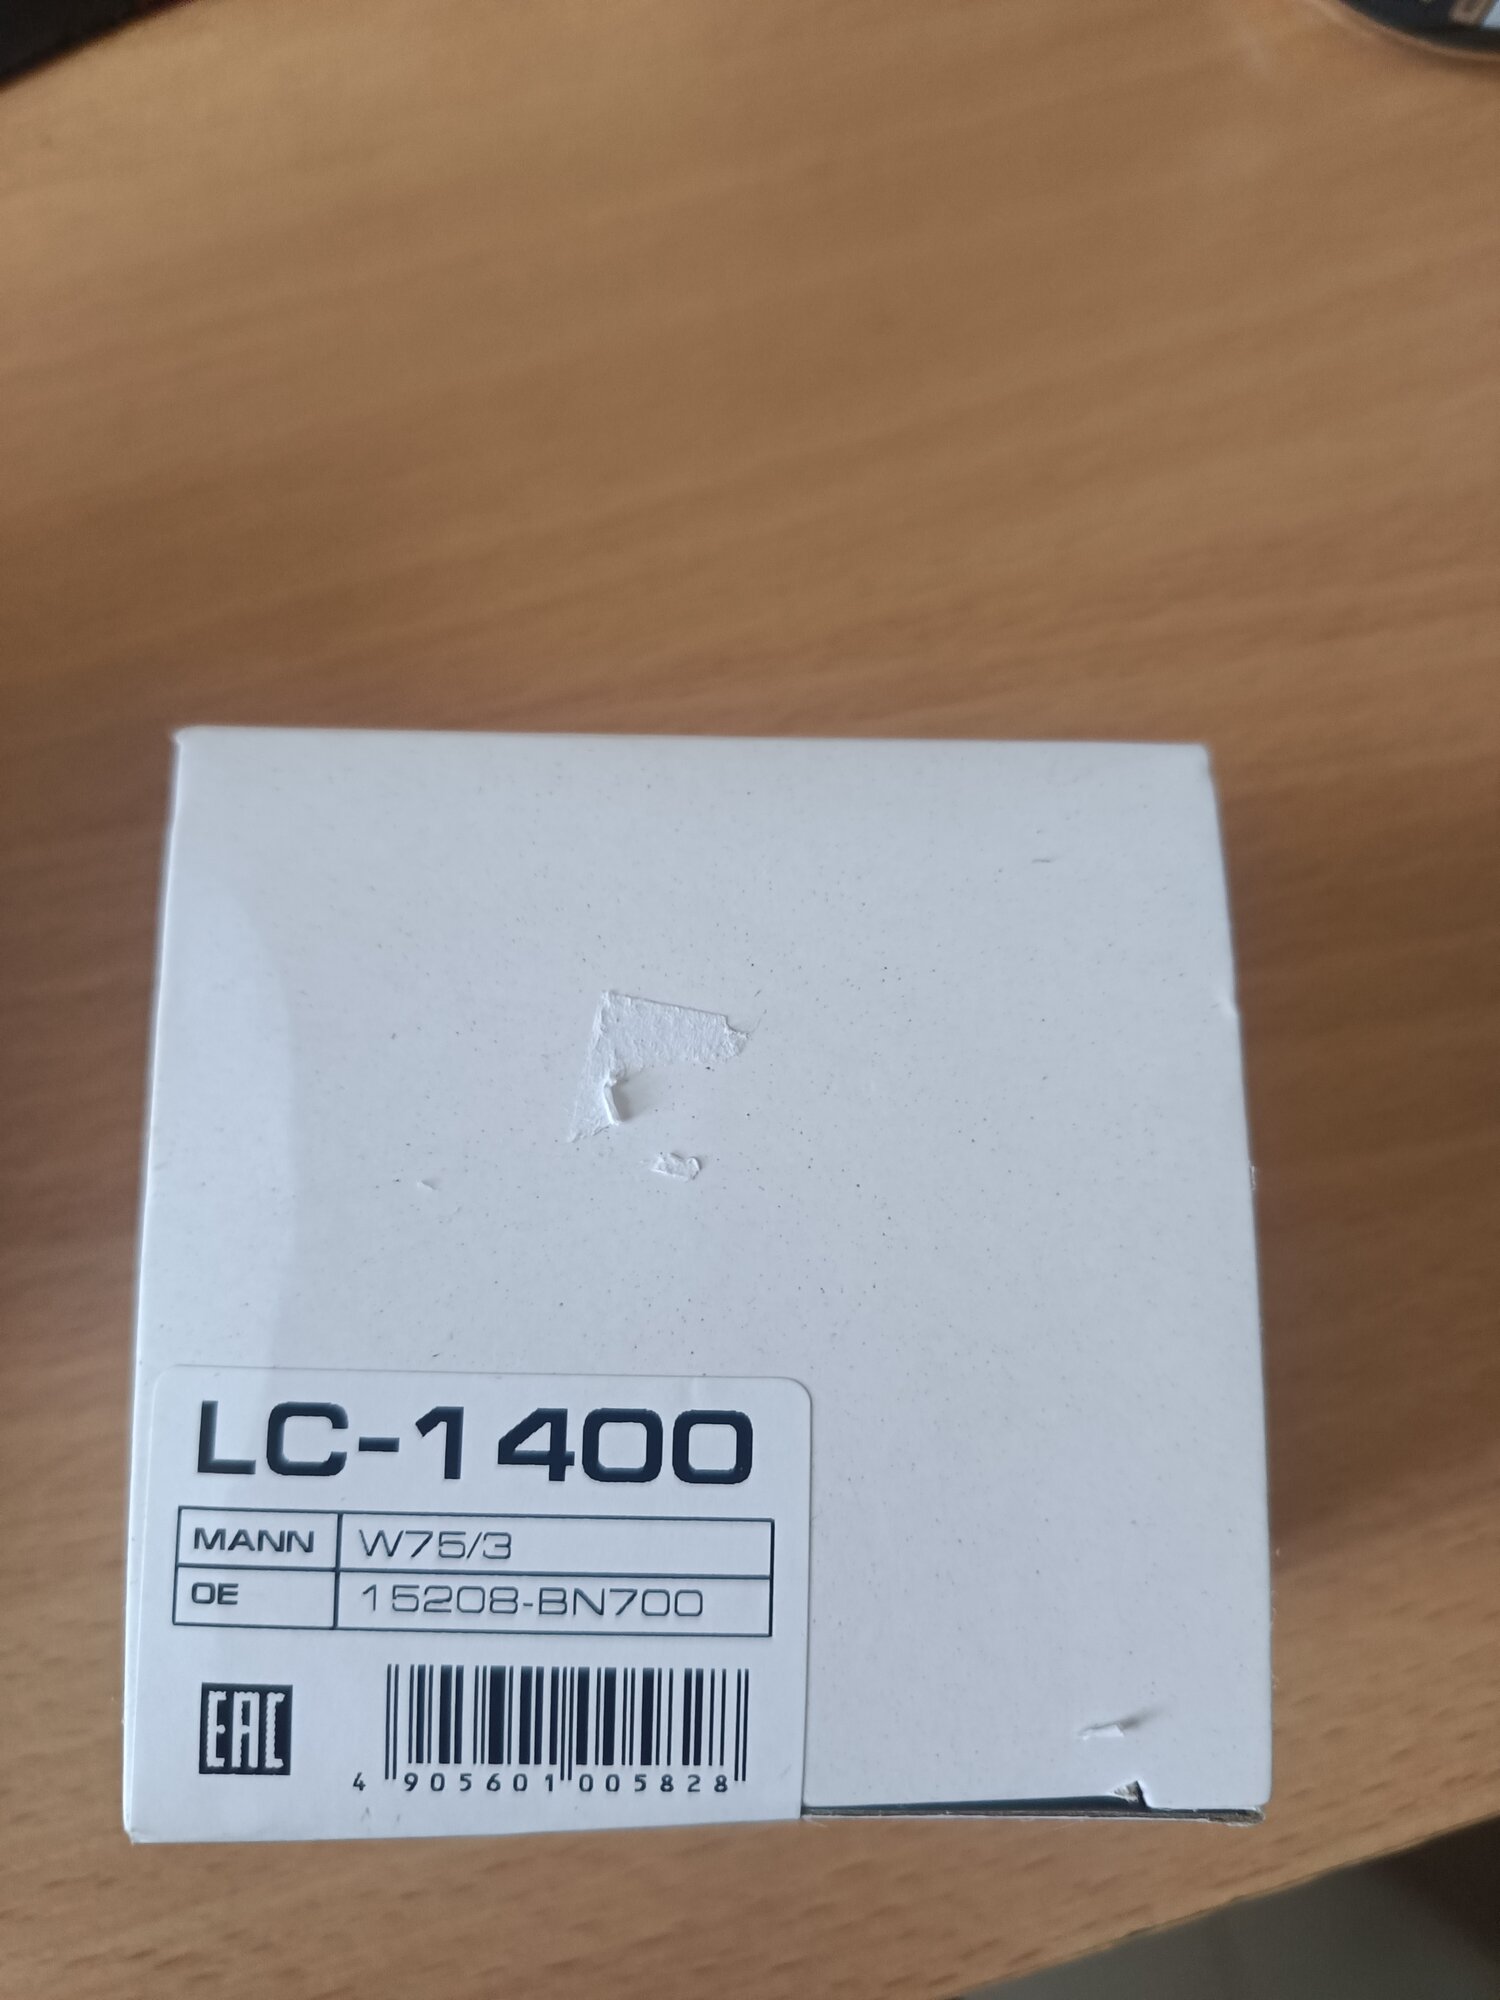 LC-1400
MANN W75/3
OE 15208-BN700
EAC
4 905601 005828